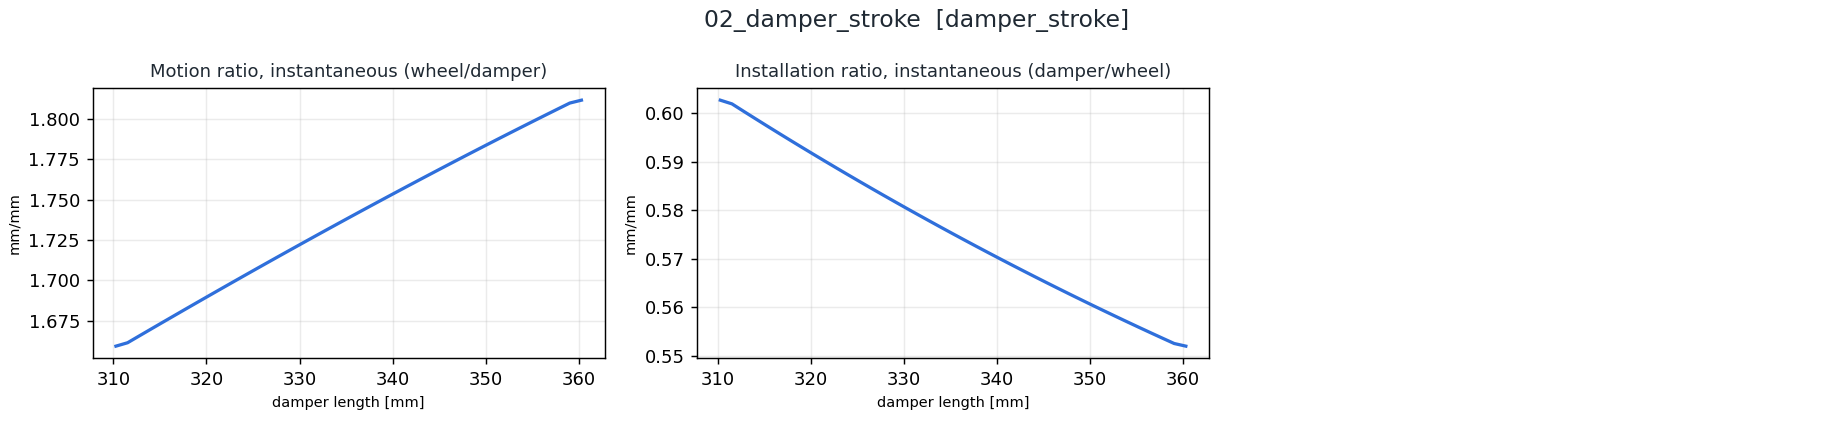 02_damper_stroke  [damper_stroke]
Motion ratio, instantaneous (wheel/damper)
mm/mm
1.800
1.775
1.750
1.725
1.700
1.675
310 320 330 340 350 360
damper length [mm]
Installation ratio, instantaneous (damper/wheel)
mm/mm
0.60
0.59
0.58
0.57
0.56
0.55
310 320 330 340 350 360
damper length [mm]